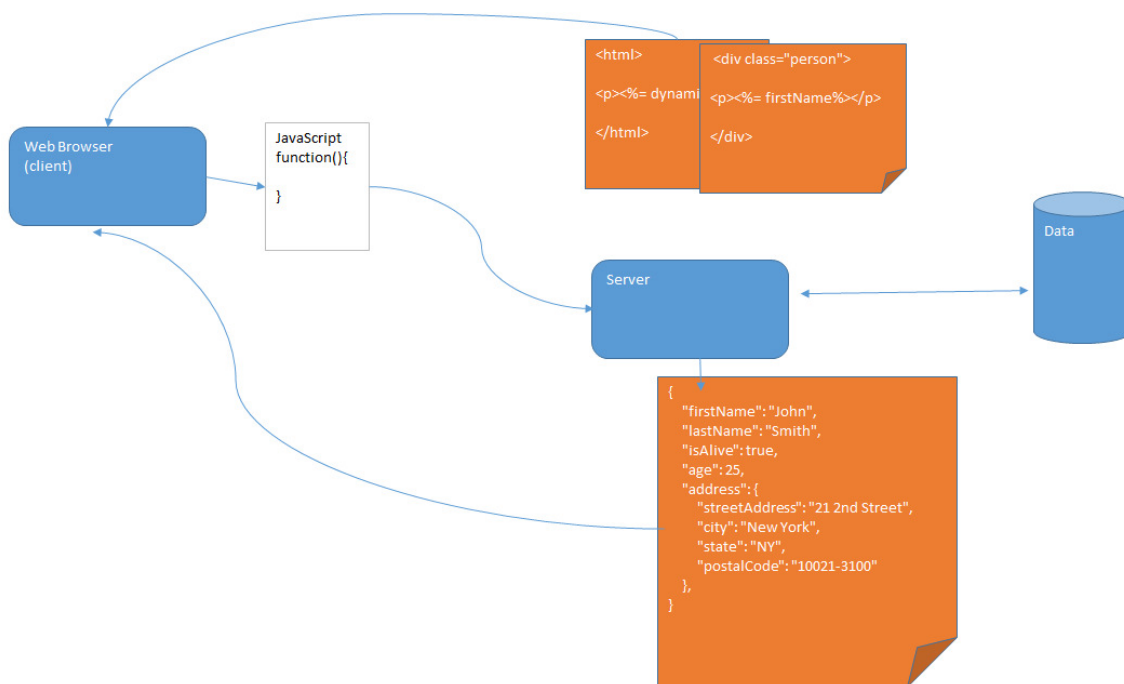 <html>
<p><%= dynami
</html>
<div class="person">
<p><%= firstName%></p>
</div>
Web Browser
(client)
JavaScript
function(){
}
Data
Server
{
"firstName": "John",
"lastName": "Smith",
"isAlive": true,
"age": 25,
"address": {
"streetAddress": "21 2nd Street",
"city": "New York",
"state": "NY",
"postalCode": "10021-3100"
},
}